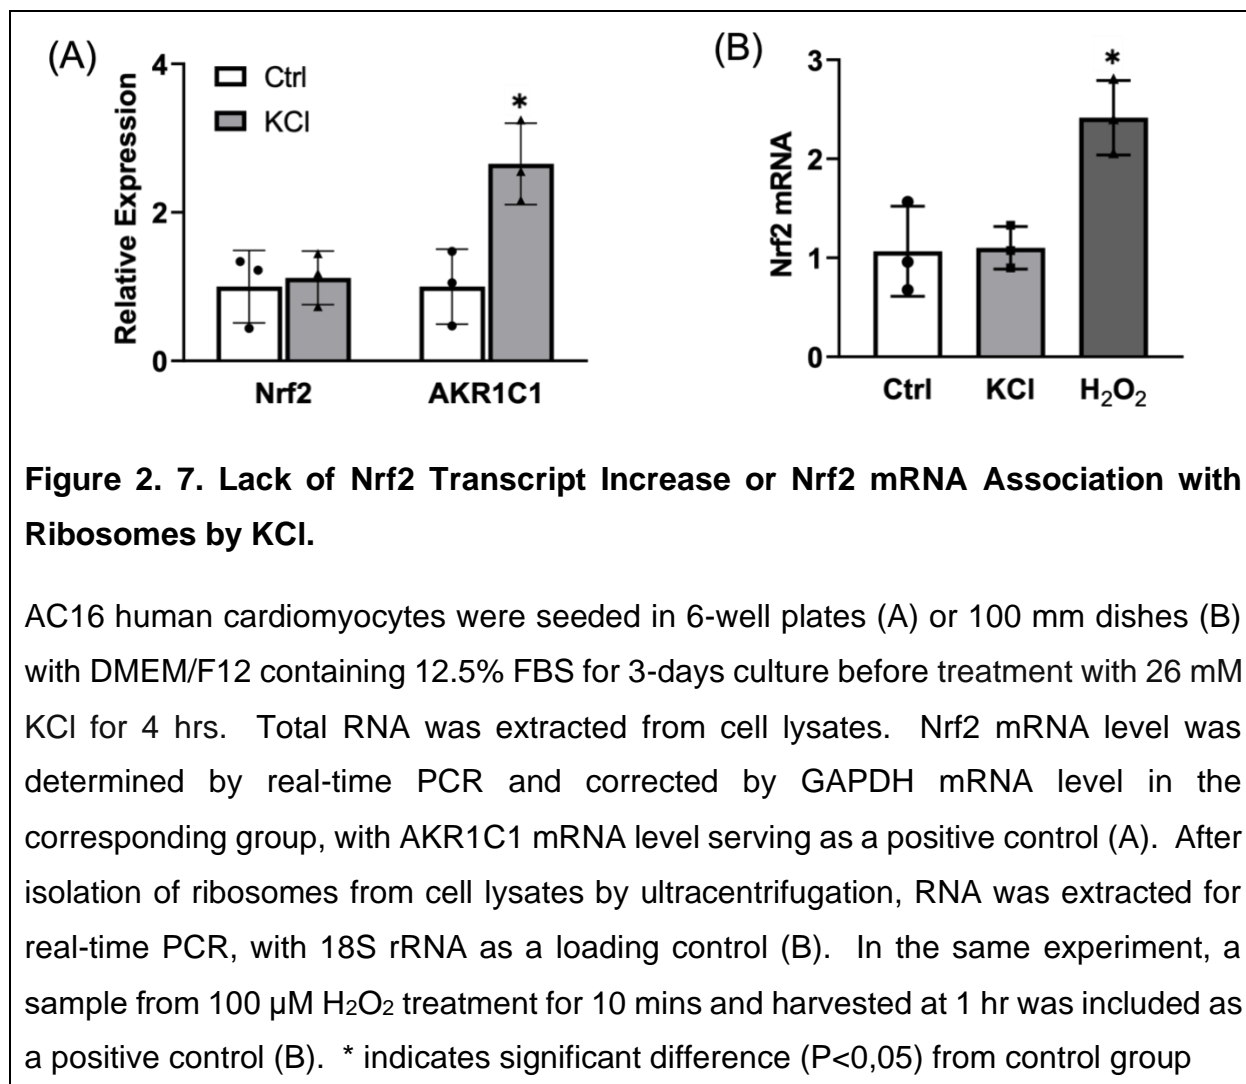 (A)
4
2
0
Relative Expression
Ctrl
KCl
*
Nrf2
AKR1C1
(B)
3
2
1
0
Nrf2 mRNA
*
Ctrl
KCl
H₂O₂
Figure 2. 7. Lack of Nrf2 Transcript Increase or Nrf2 mRNA Association with
Ribosomes by KCl.
AC16 human cardiomyocytes were seeded in 6-well plates (A) or 100 mm dishes (B)
with DMEM/F12 containing 12.5% FBS for 3-days culture before treatment with 26 mM
KCl for 4 hrs. Total RNA was extracted from cell lysates. Nrf2 mRNA level was
determined by real-time PCR and corrected by GAPDH mRNA level in the
corresponding group, with AKR1C1 mRNA level serving as a positive control (A). After
isolation of ribosomes from cell lysates by ultracentrifugation, RNA was extracted for
real-time PCR, with 18S rRNA as a loading control (B). In the same experiment, a
sample from 100 µM H₂O₂ treatment for 10 mins and harvested at 1 hr was included as
a positive control (B). * indicates significant difference (P<0,05) from control group